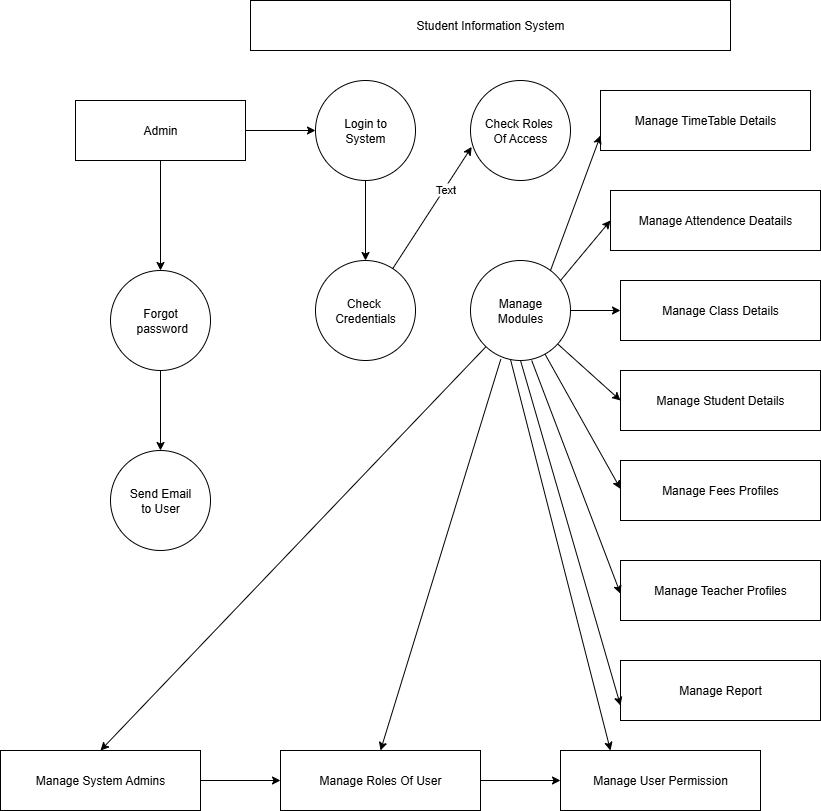 Student Information System
Admin
Login to
System
Check Roles
Of Access
Manage TimeTable Details
Text
Manage Attendence Deatails
Forgot
password
Check
Credentials
Manage
Modules
Manage Class Details
Manage Student Details
Send Email
to User
Manage Fees Profiles
Manage Teacher Profiles
Manage Report
Manage System Admins
Manage Roles Of User
Manage User Permission